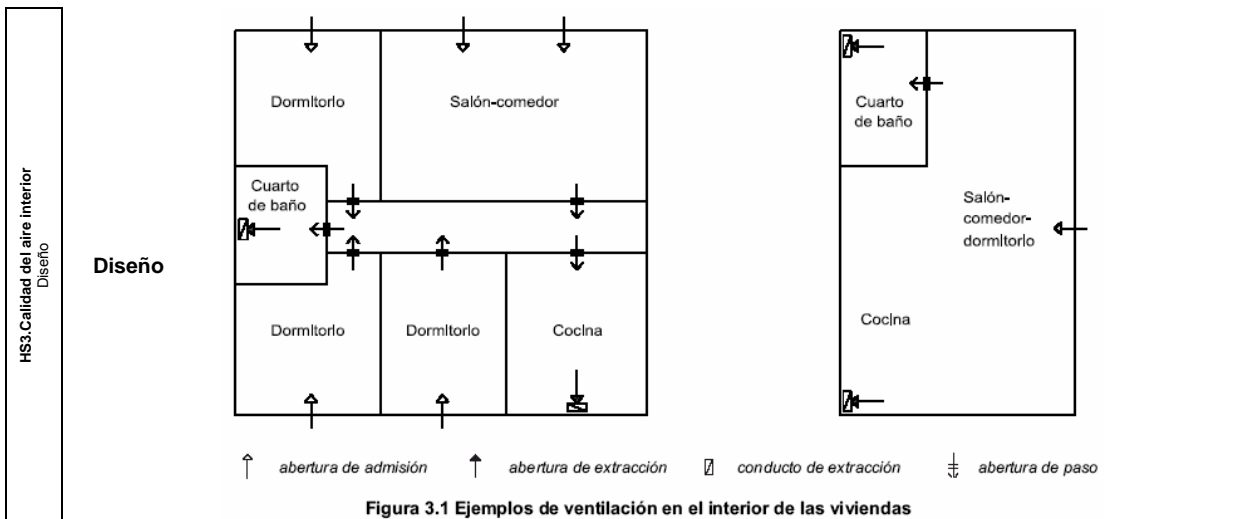 HS3.Calidad del aire interior
Diseño
Diseño
Dormitorio
Salón-comedor
Cuarto
de baño
Dormitorio
Dormitorio
Cocina
Cuarto
de baño
Salón-
comedor-
dormitorio
Cocina
abertura de admisión
abertura de extracción
conducto de extracción
abertura de paso
Figura 3.1 Ejemplos de ventilación en el interior de las viviendas